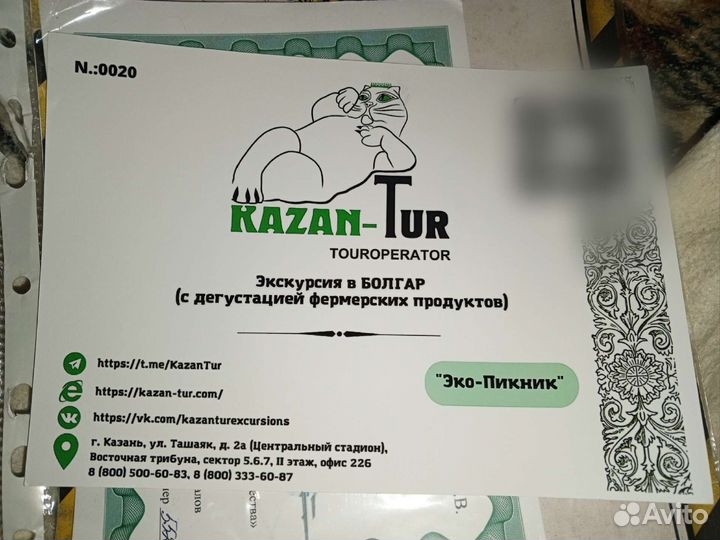 N.:0020
KAZAN-TUR
TOUROPERATOR
Экскурсия в БОЛГАР
(с дегустацией фермерских продуктов)
https://t.me/KazanTur
https://kazan-tur.com/
"Эко-Пикник"
https://vk.com/kazanturexcursions
г. Казань, ул. Ташаяк, д. 2а (Центральный стадион),
Восточная трибуна, сектор 5.6.7, II этаж, офис 226
8 (800) 500-60-83, 8 (800) 333-60-87
ества»
В.
Avito